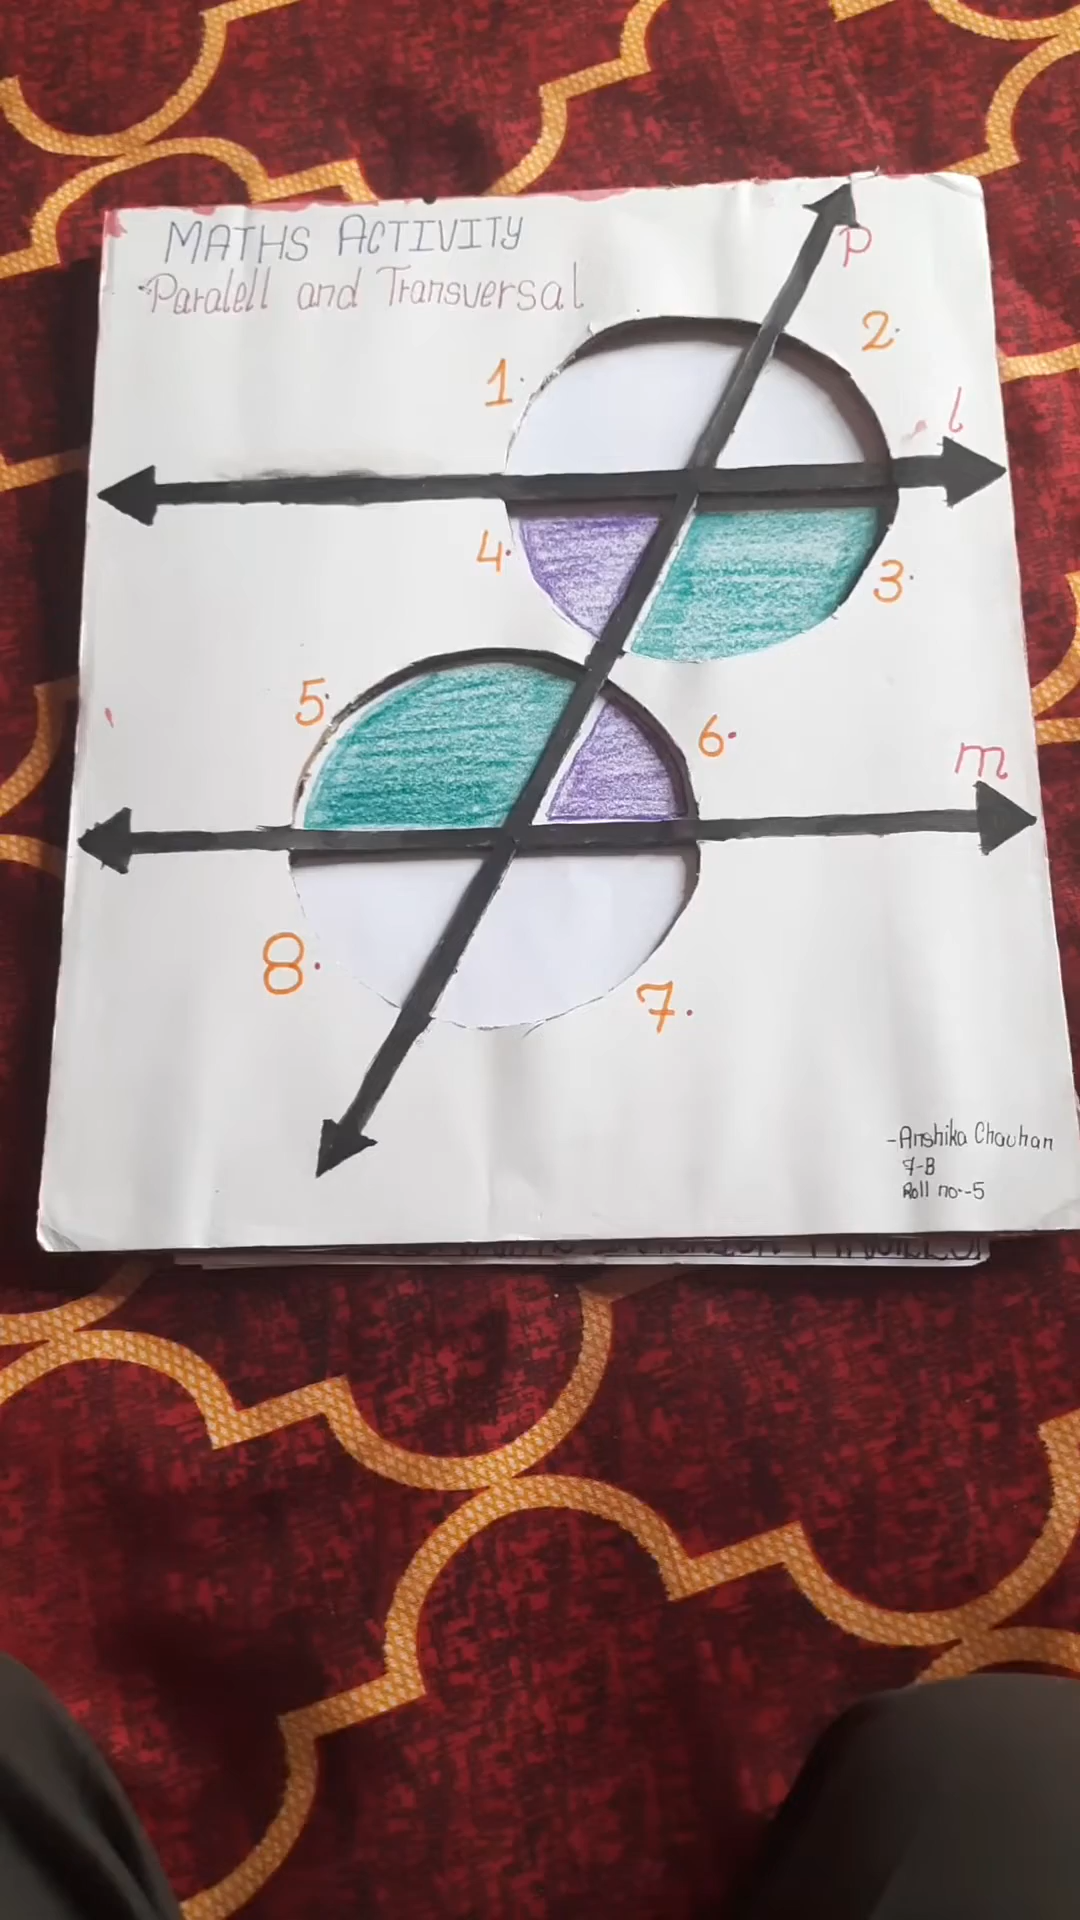 MATHS ACTIVITY
Paralell and Transversal
p
2.
1.
l
4.
3.
5.
6.
m
8.
7.
-Anshika Chauhan
7-B
Roll no.-5